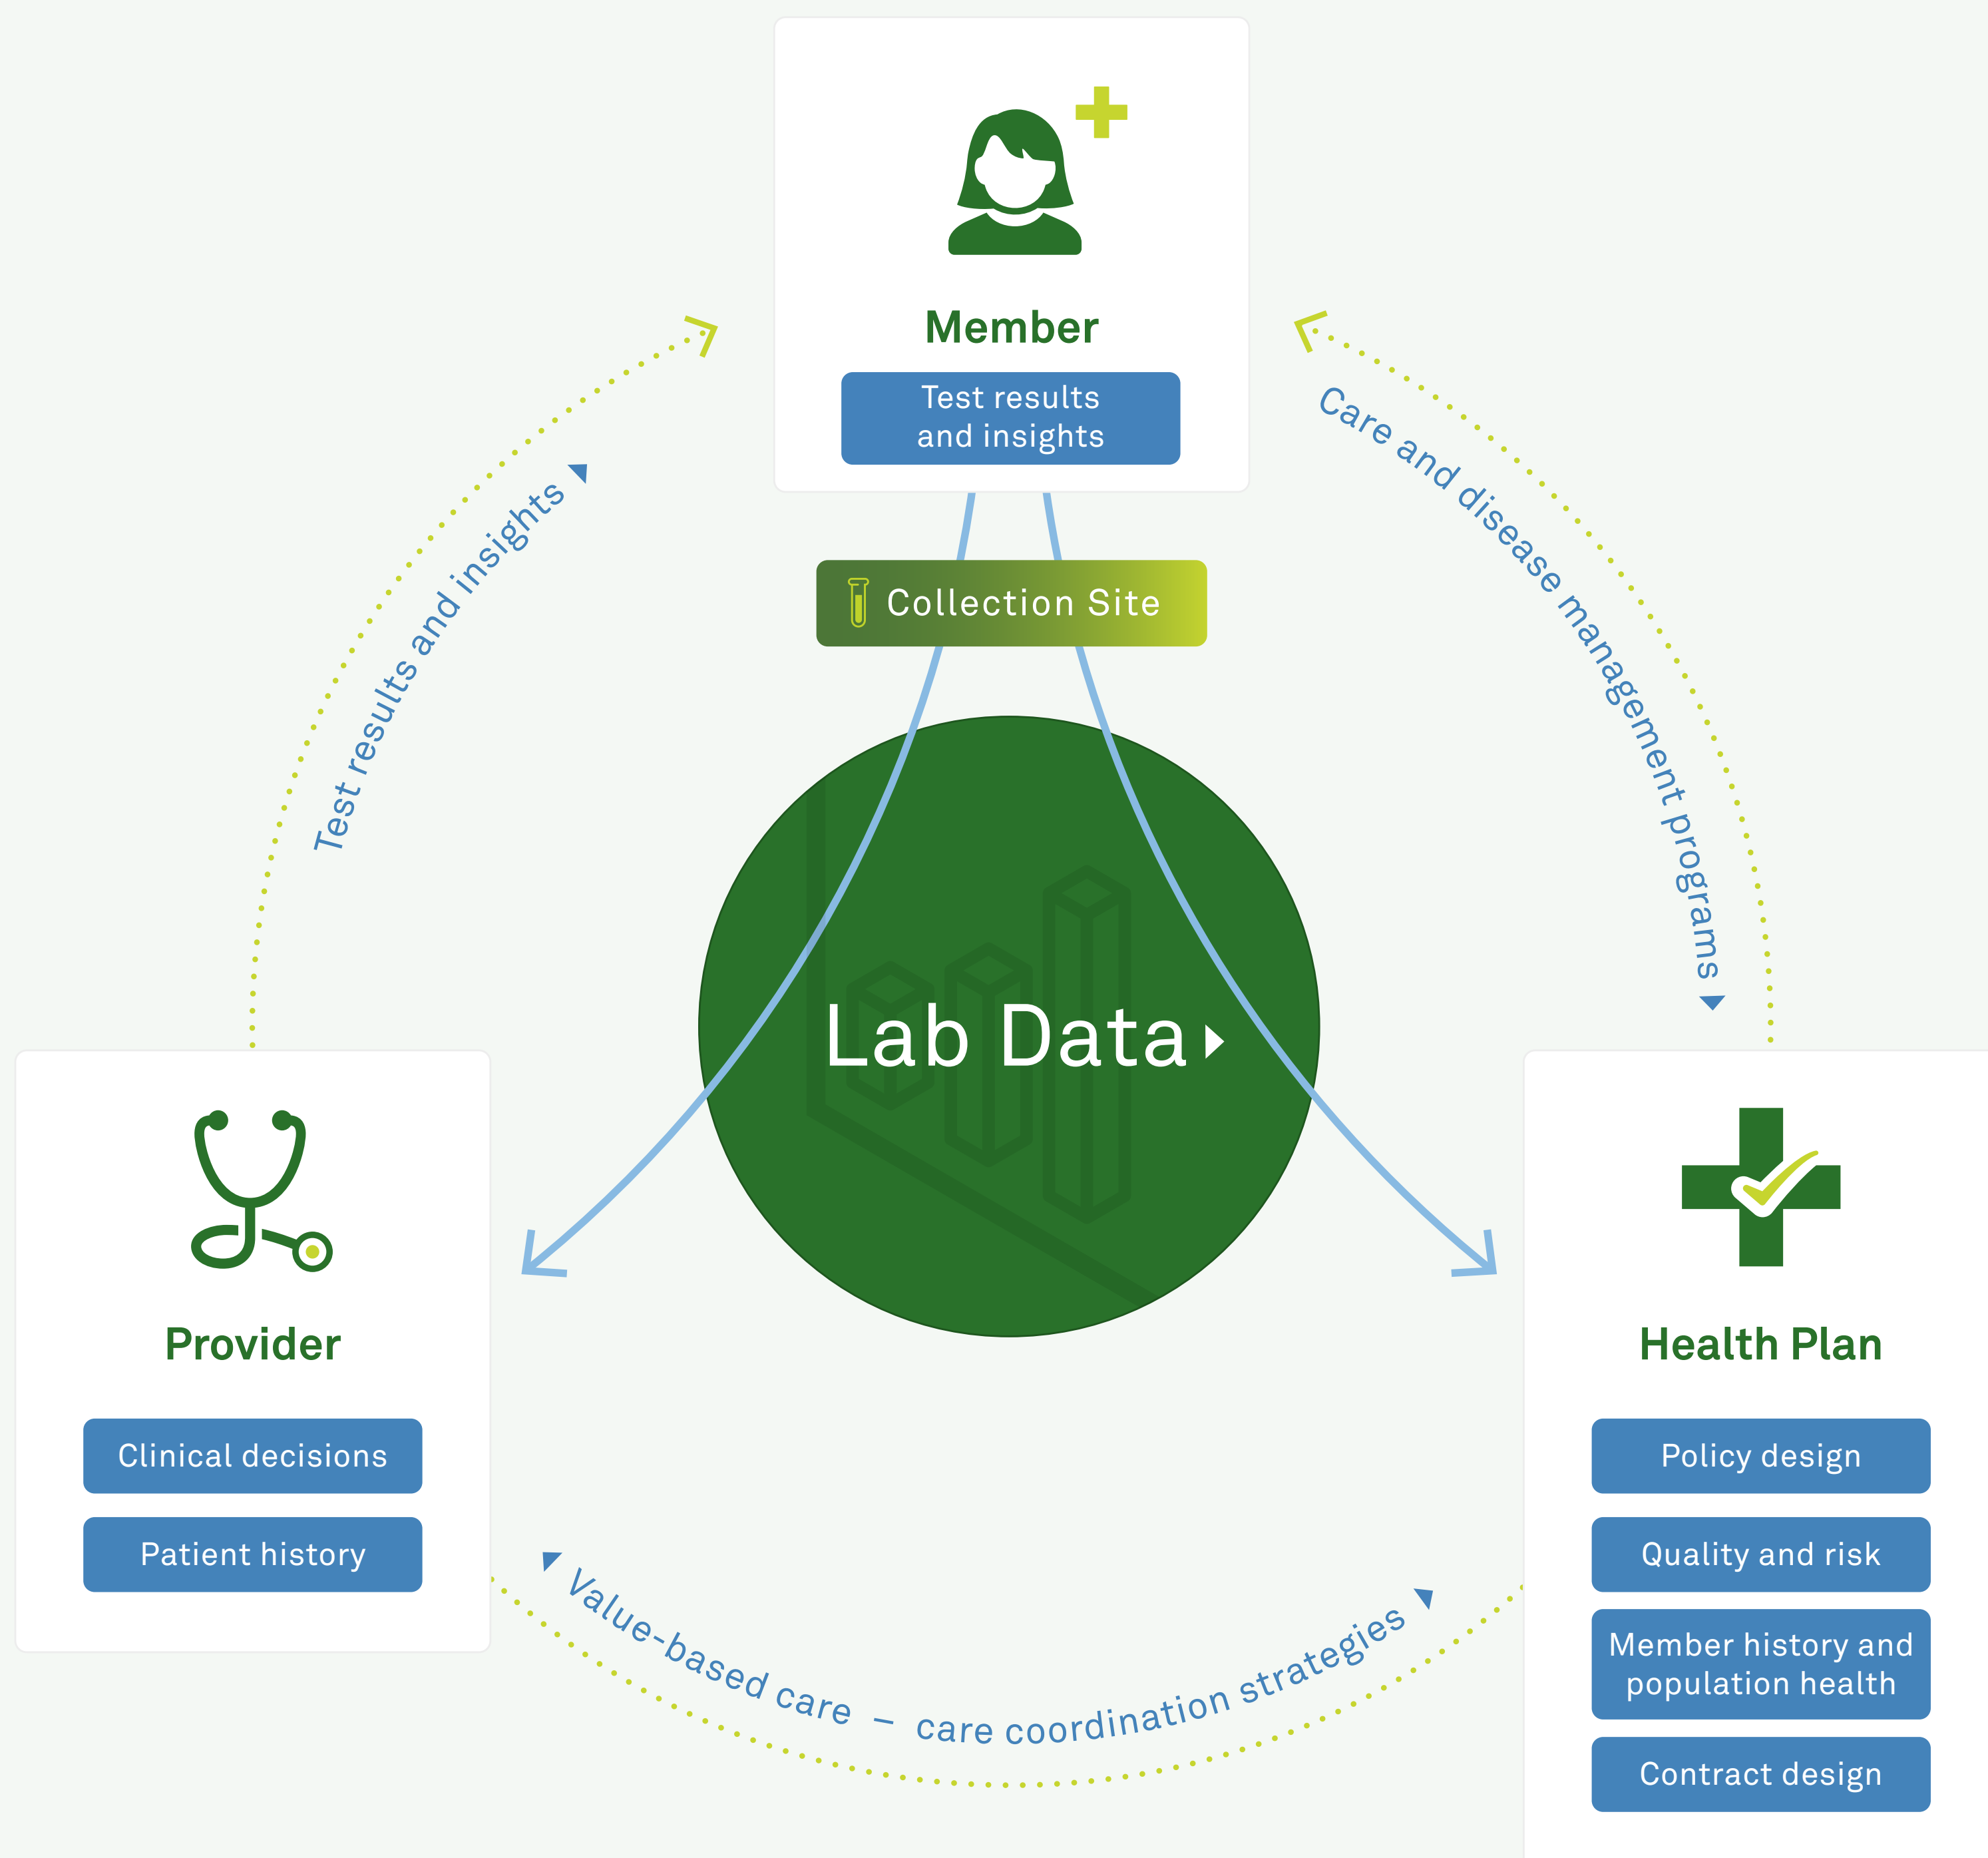 Member
Test results
and insights
Test results and insights
Care and disease management programs
Collection Site
Lab Data
Provider
Clinical decisions
Patient history
Health Plan
Policy design
Quality and risk
Member history and
population health
Contract design
Value-based care – care coordination strategies